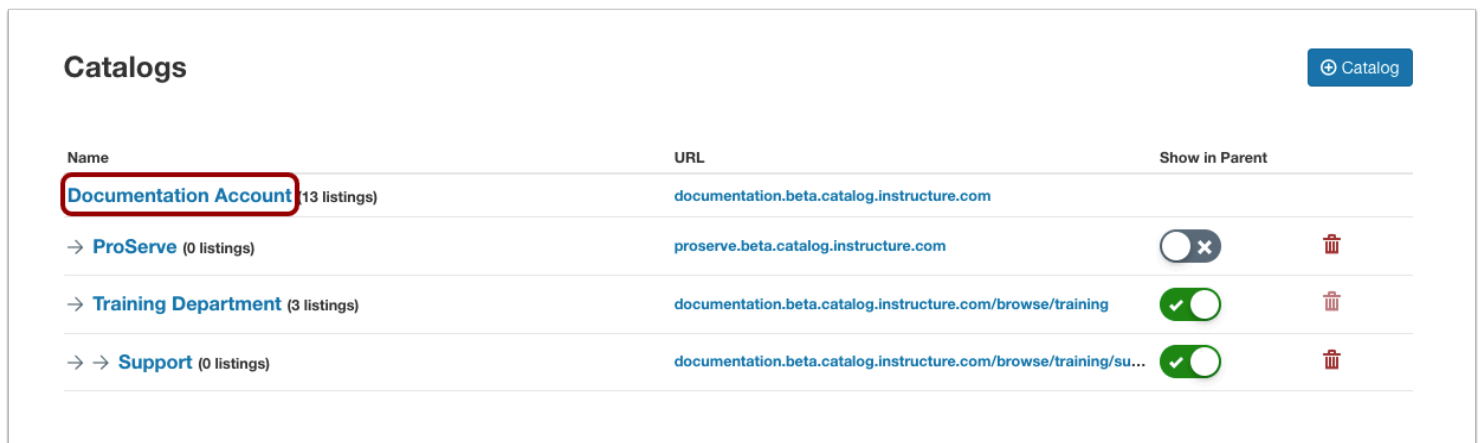 Catalogs
Catalog
Name URL Show in Parent
Documentation Account (13 listings) documentation.beta.catalog.instructure.com
→ ProServe (0 listings) proserve.beta.catalog.instructure.com
→ Training Department (3 listings) documentation.beta.catalog.instructure.com/browse/training
→ → Support (0 listings) documentation.beta.catalog.instructure.com/browse/training/su...